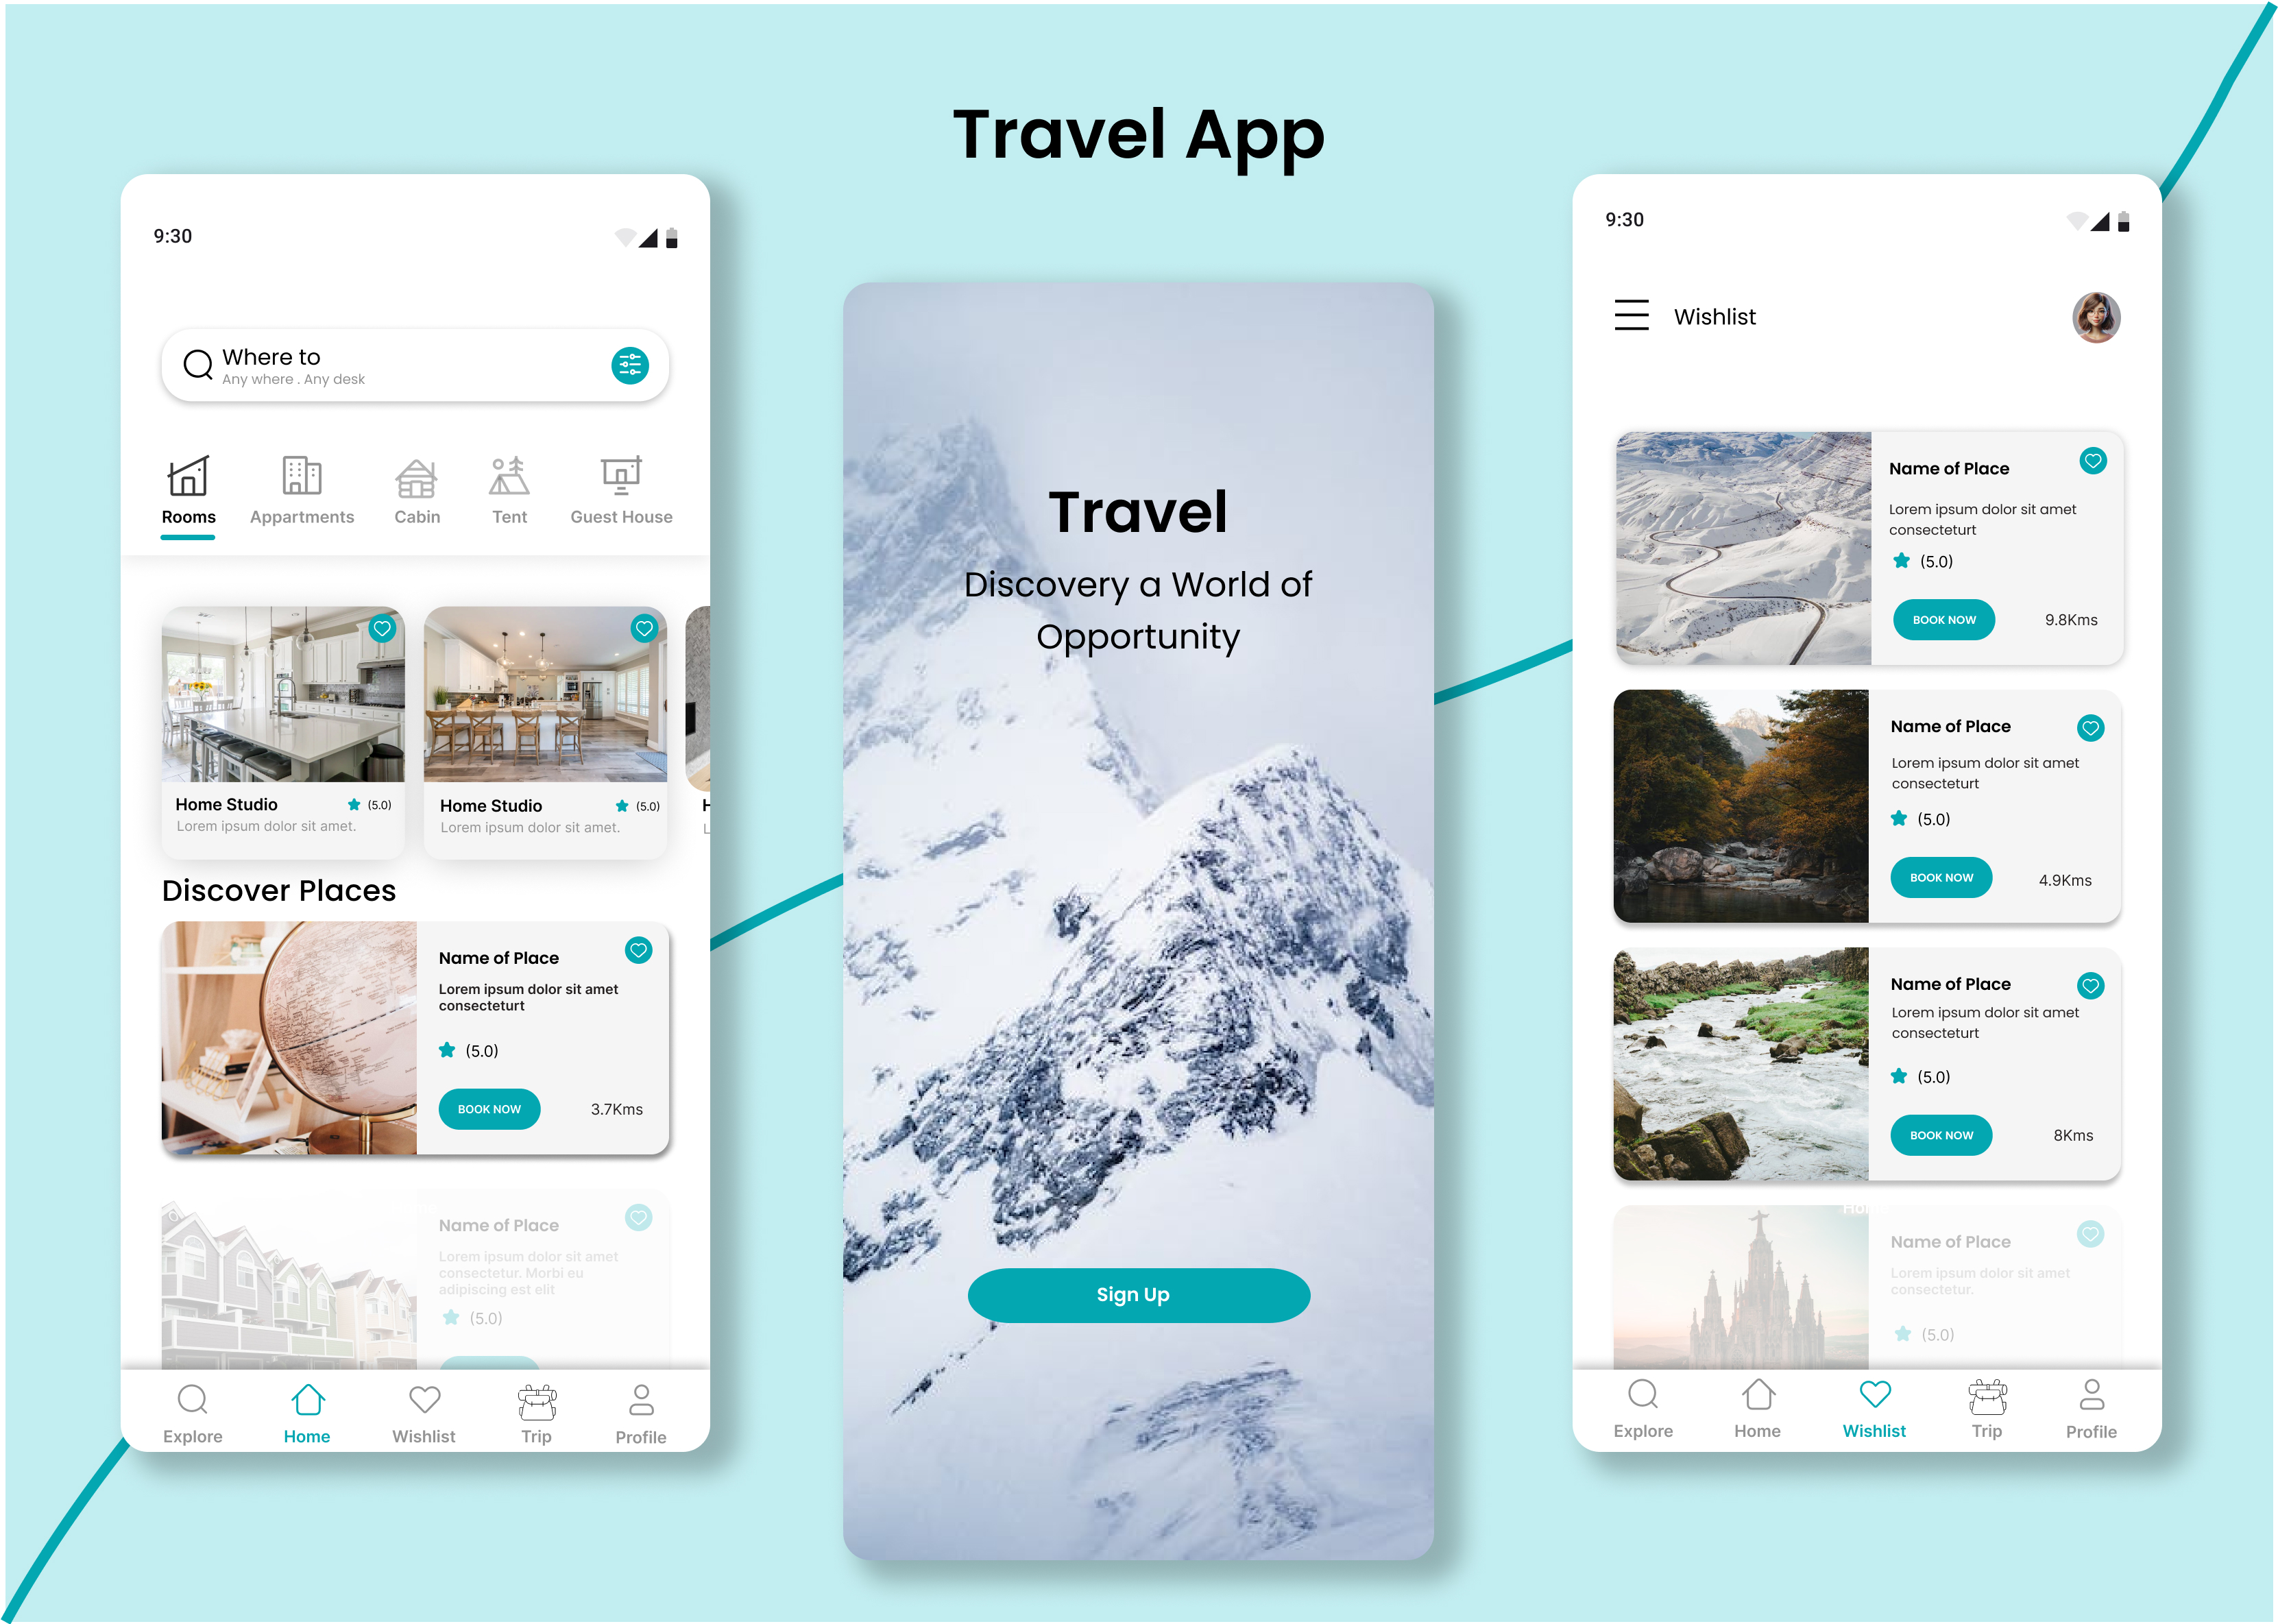 Travel App
9:30
Where to
Any where . Any desk
Rooms
Appartments
Cabin
Tent
Guest House
Home Studio
(5.0)
Lorem ipsum dolor sit amet.
Home Studio
(5.0)
Lorem ipsum dolor sit amet.
H
L
Discover Places
Name of Place
Lorem ipsum dolor sit amet
consecteturt
(5.0)
BOOK NOW
3.7Kms
Name of Place
Lorem ipsum dolor sit amet
consectetur. Morbi eu
adipiscing est elit
(5.0)
Explore
Home
Wishlist
Trip
Profile
Travel
Discovery a World of
Opportunity
Sign Up
9:30
Wishlist
Name of Place
Lorem ipsum dolor sit amet
consecteturt
(5.0)
BOOK NOW
9.8Kms
Name of Place
Lorem ipsum dolor sit amet
consecteturt
(5.0)
BOOK NOW
4.9Kms
Name of Place
Lorem ipsum dolor sit amet
consecteturt
(5.0)
BOOK NOW
8Kms
Name of Place
Lorem ipsum dolor sit amet
consectetur.
(5.0)
Explore
Home
Wishlist
Trip
Profile